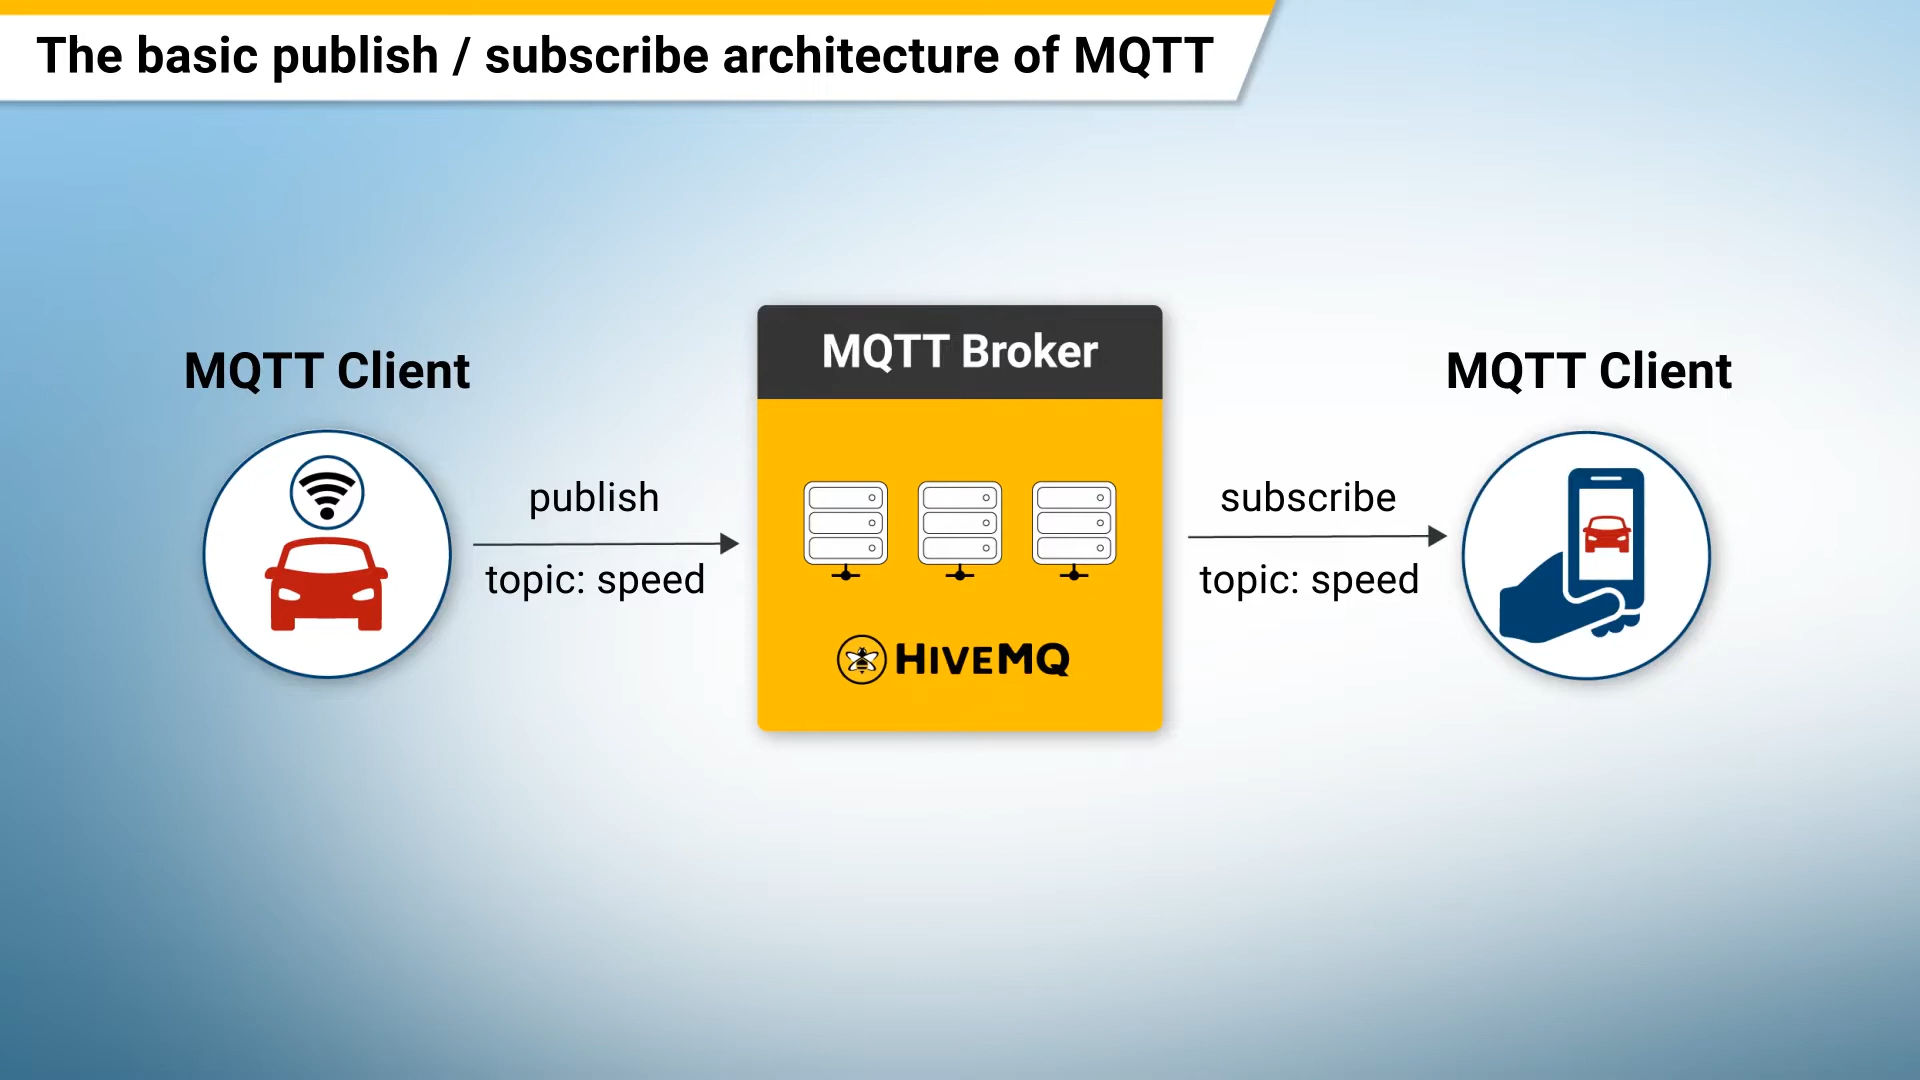 The basic publish / subscribe architecture of MQTT
MQTT Client
publish
topic: speed
MQTT Broker
HIVEMQ
subscribe
topic: speed
MQTT Client